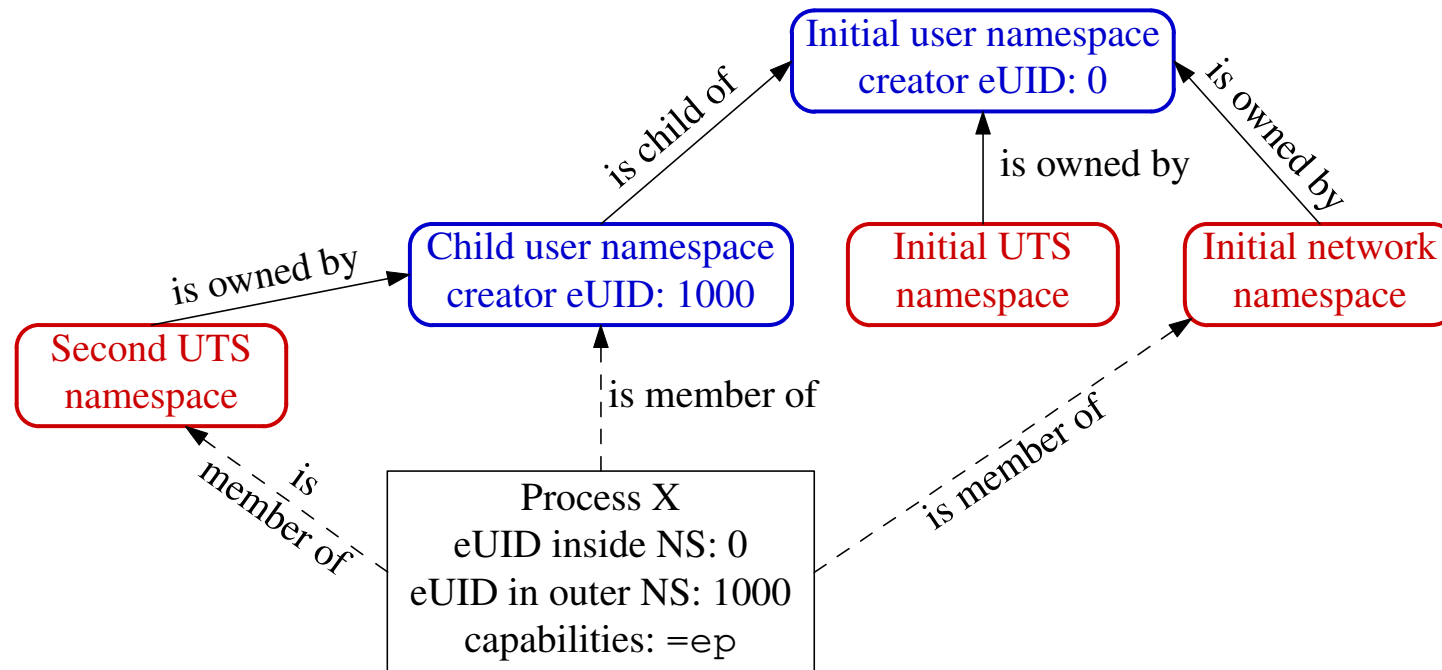 Initial user namespace
creator eUID: 0
is child of
is owned by
is owned by
Child user namespace
creator eUID: 1000
Initial UTS
namespace
Initial network
namespace
is owned by
Second UTS
namespace
is member of
is
member of
is member of
Process X
eUID inside NS: 0
eUID in outer NS: 1000
capabilities: =ep